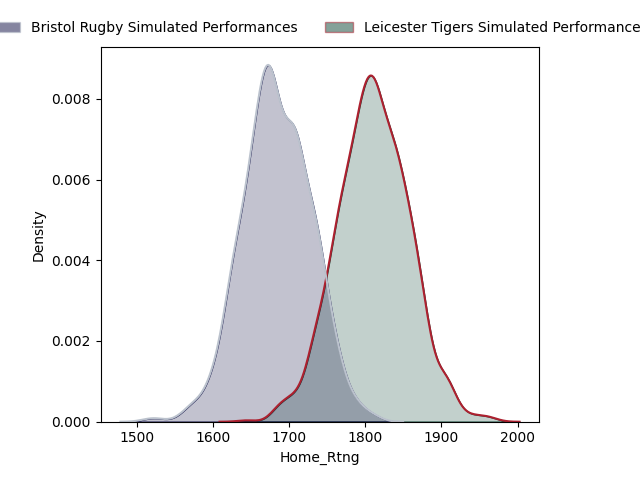 Bristol Rugby Simulated Performances Leicester Tigers Simulated Performance
0.008
0.006
0.004
0.002
0.000
Density
1500 1600 1700 1800 1900 2000
Home_Rtng